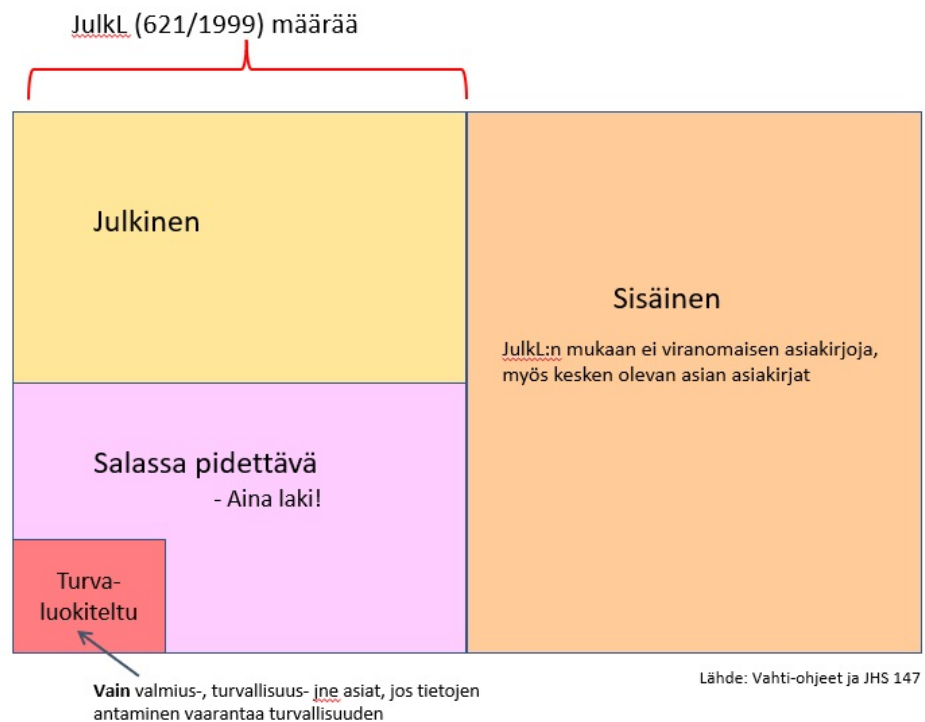 JulkL (621/1999) määrää
Julkinen
Sisäinen
JulkL:n mukaan ei viranomaisen asiakirjoja,
myös kesken olevan asian asiakirjat
Salassa pidettävä
- Aina laki!
Turva-
luokiteltu
Vain valmius-, turvallisuus- jne asiat, jos tietojen
antaminen vaarantaa turvallisuuden
Lähde: Vahti-ohjeet ja JHS 147